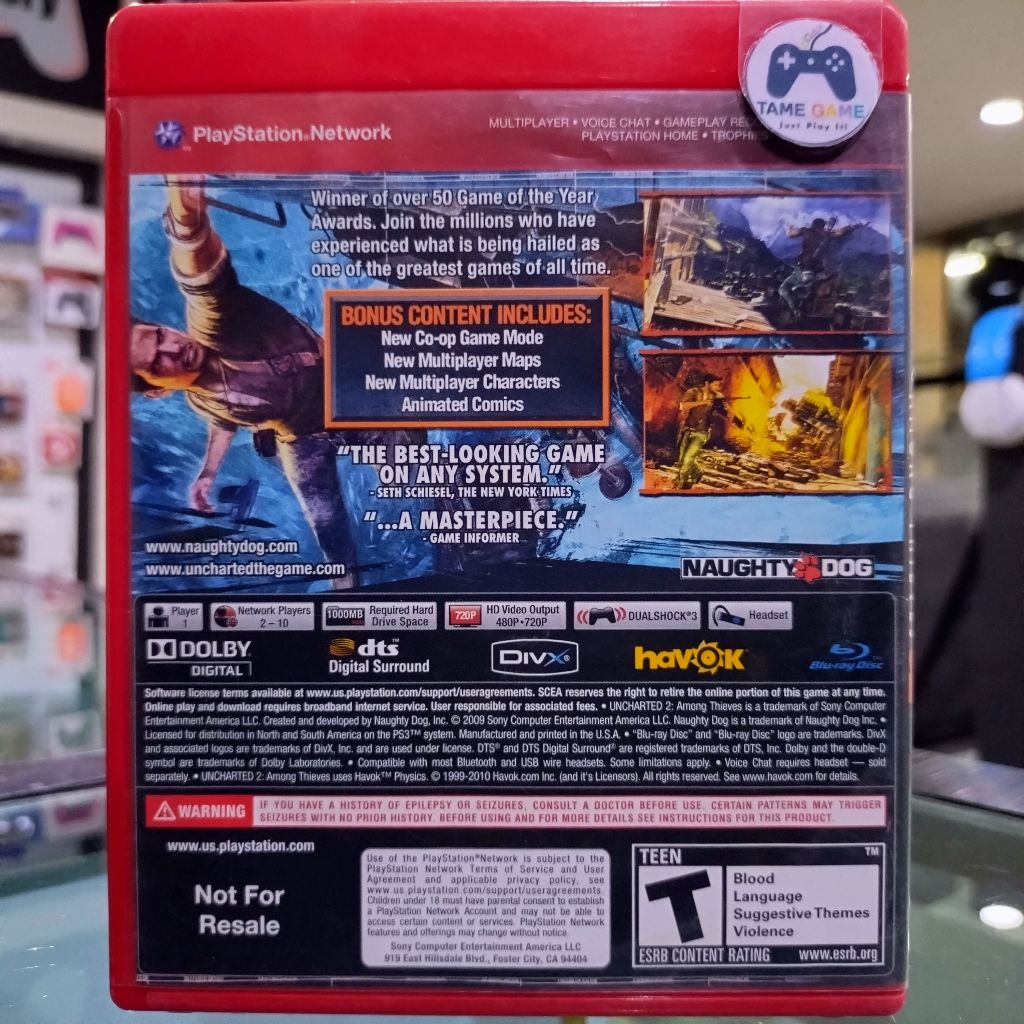 TAME GAME
Just Play It!
PlayStation®Network
MULTIPLAYER • VOICE CHAT • GAMEPLAY
PLAYSTATION HOME •
Winner of over 50 Game of the Year
Awards. Join the millions who have
experienced what is being hailed as
one of the greatest games of all time.
BONUS CONTENT INCLUDES:
New Co-op Game Mode
New Multiplayer Maps
New Multiplayer Characters
Animated Comics
“THE BEST-LOOKING GAME
ON ANY SYSTEM.”
- SETH SCHIESEL, THE NEW YORK TIMES
“...A MASTERPIECE.”
- GAME INFORMER
www.naughtydog.com
www.unchartedthegame.com
NAUGHTY DOG
Player
1
Network Players
2 – 10
1000MB
Required Hard
Drive Space
720P
HD Video Output
480P•720P
DUALSHOCK®3
Headset
DOLBY
DIGITAL
dts™
Digital Surround
DIVX®
havok
Blu-ray Disc
Software license terms available at www.us.playstation.com/support/useragreements. SCEA reserves the right to retire the online portion of this game at any time.
Online play and download requires broadband internet service. User responsible for associated fees. • UNCHARTED 2: Among Thieves is a trademark of Sony Computer
Entertainment America LLC. Created and developed by Naughty Dog, Inc. © 2009 Sony Computer Entertainment America LLC. Naughty Dog is a trademark of Naughty Dog, Inc. •
Licensed for distribution in North and South America on the PS3™ system. Manufactured and printed in the U.S.A. • “Blu-ray Disc” and “Blu-ray Disc” logo are trademarks. DivX
and associated logos are trademarks of DivX, Inc. and are used under license. DTS® and DTS Digital Surround® are registered trademarks of DTS, Inc. Dolby and the double-D
symbol are trademarks of Dolby Laboratories. • Compatible with most Bluetooth and USB wire headsets. Some limitations apply. • Voice Chat requires headset — sold
separately. • UNCHARTED 2: Among Thieves uses Havok™ Physics. © 1999-2010 Havok.com Inc. (and it's Licensors). All rights reserved. See www.havok.com for details.
WARNING
IF YOU HAVE A HISTORY OF EPILEPSY OR SEIZURES, CONSULT A DOCTOR BEFORE USE. CERTAIN PATTERNS MAY TRIGGER
SEIZURES WITH NO PRIOR HISTORY. BEFORE USING AND FOR MORE DETAILS SEE INSTRUCTIONS FOR THIS PRODUCT.
www.us.playstation.com
Not For
Resale
Use of the PlayStation®Network is subject to the
PlayStation Network Terms of Service and User
Agreement and applicable privacy policy, see
www.us.playstation.com/support/useragreements.
Children under 18 must have parental consent to establish
a PlayStation Network Account and may not be able to
access certain content or services. PlayStation Network
features and offerings may change without notice.
Sony Computer Entertainment America LLC
919 East Hillsdale Blvd., Foster City, CA 94404
TEEN
™
T
Blood
Language
Suggestive Themes
Violence
ESRB CONTENT RATING
www.esrb.org